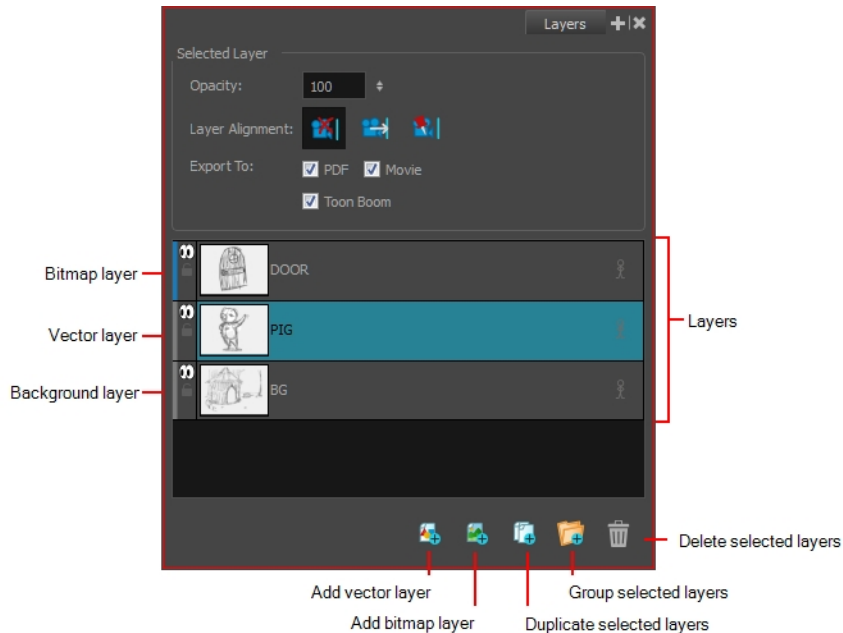 Layers
Selected Layer
Opacity: 100
Layer Alignment:
Export To: PDF Movie
Toon Boom
Bitmap layer DOOR
Vector layer PIG Layers
Background layer BG
Delete selected layers
Add vector layer Group selected layers
Add bitmap layer Duplicate selected layers